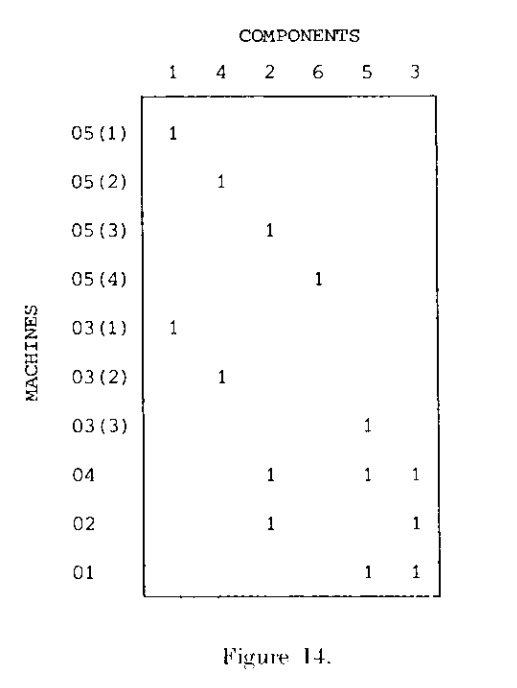 COMPONENTS
1 4 2 6 5 3
05(1) 1
05(2) 1
05(3) 1
05(4) 1
03(1) 1
MACHINES
03(2) 1
03(3) 1
04 1 1 1
02 1 1
01 1 1
Figure 14.